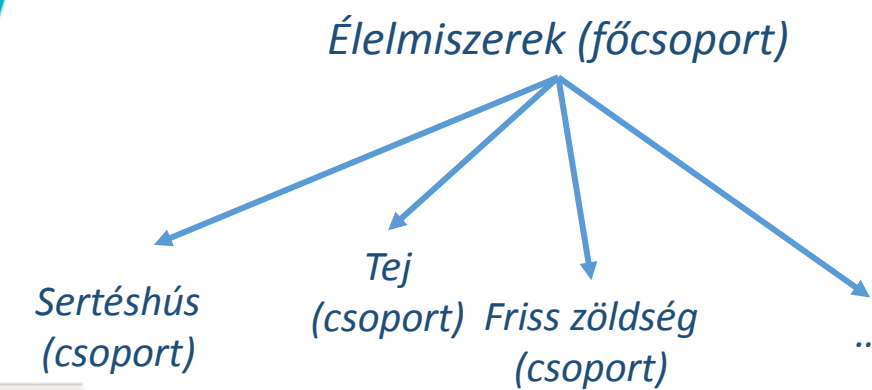 Élelmiszerek (főcsoport)
Sertéshús
(csoport)
Tej
(csoport)
Friss zöldség
(csoport)
..